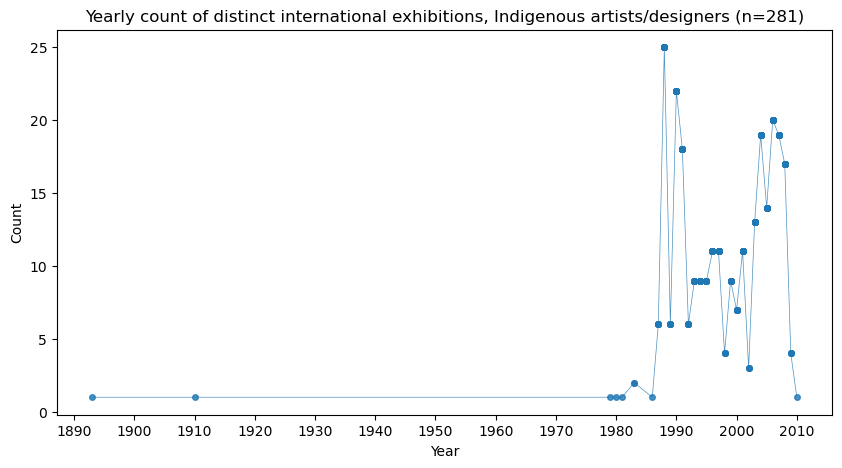 Yearly count of distinct international exhibitions, Indigenous artists/designers (n=281)
Count
25
20
15
10
5
0
1890 1900 1910 1920 1930 1940 1950 1960 1970 1980 1990 2000 2010
Year